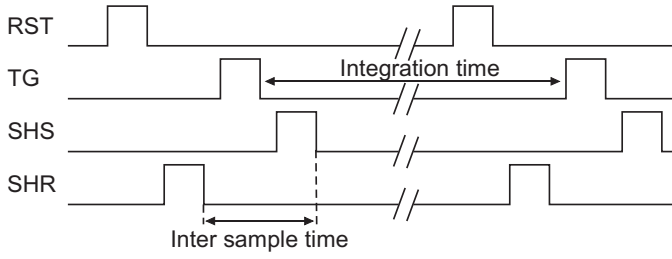 RST
TG
Integration time
SHS
SHR
Inter sample time